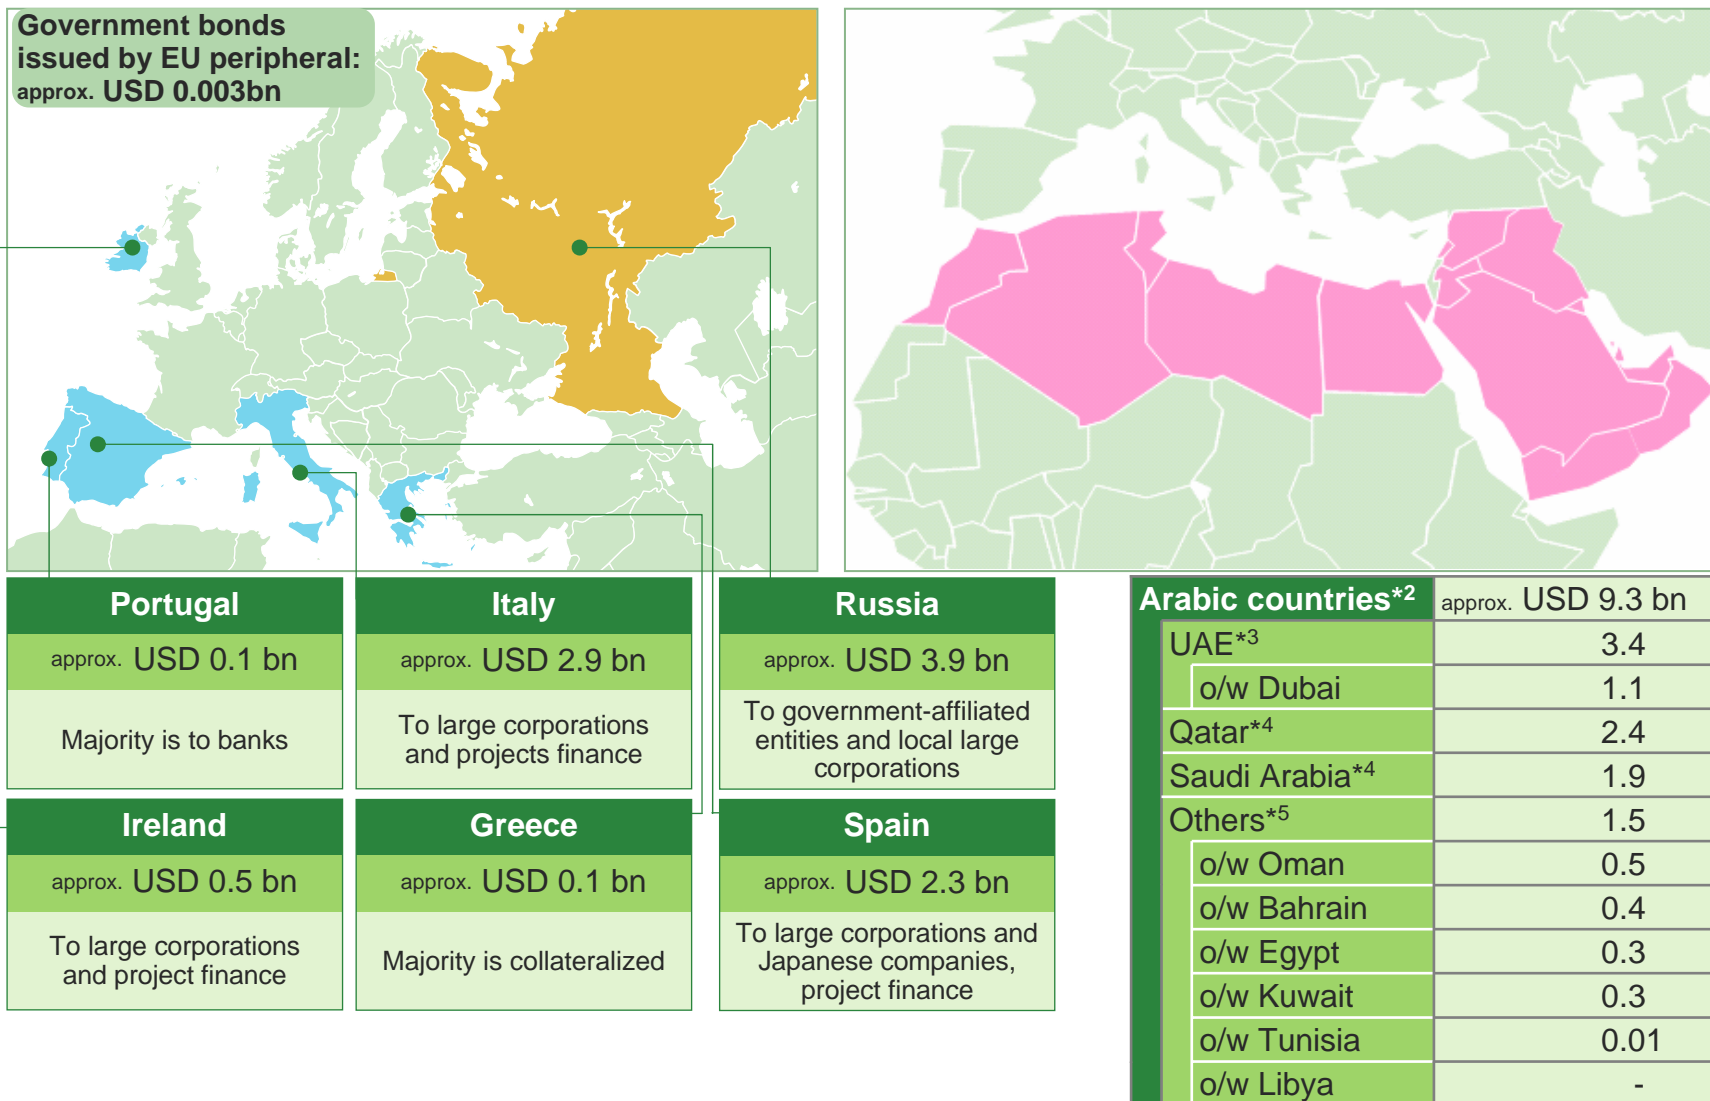 Government bonds
issued by EU peripheral:
approx. USD 0.003bn
Portugal
approx. USD 0.1 bn
Majority is to banks
Italy
approx. USD 2.9 bn
To large corporations
and projects finance
Russia
approx. USD 3.9 bn
To government-affiliated
entities and local large
corporations
Ireland
approx. USD 0.5 bn
To large corporations
and project finance
Greece
approx. USD 0.1 bn
Majority is collateralized
Spain
approx. USD 2.3 bn
To large corporations and
Japanese companies,
project finance
Arabic countries*2 approx. USD 9.3 bn
UAE*3 3.4
o/w Dubai 1.1
Qatar*4 2.4
Saudi Arabia*4 1.9
Others*5 1.5
o/w Oman 0.5
o/w Bahrain 0.4
o/w Egypt 0.3
o/w Kuwait 0.3
o/w Tunisia 0.01
o/w Libya -